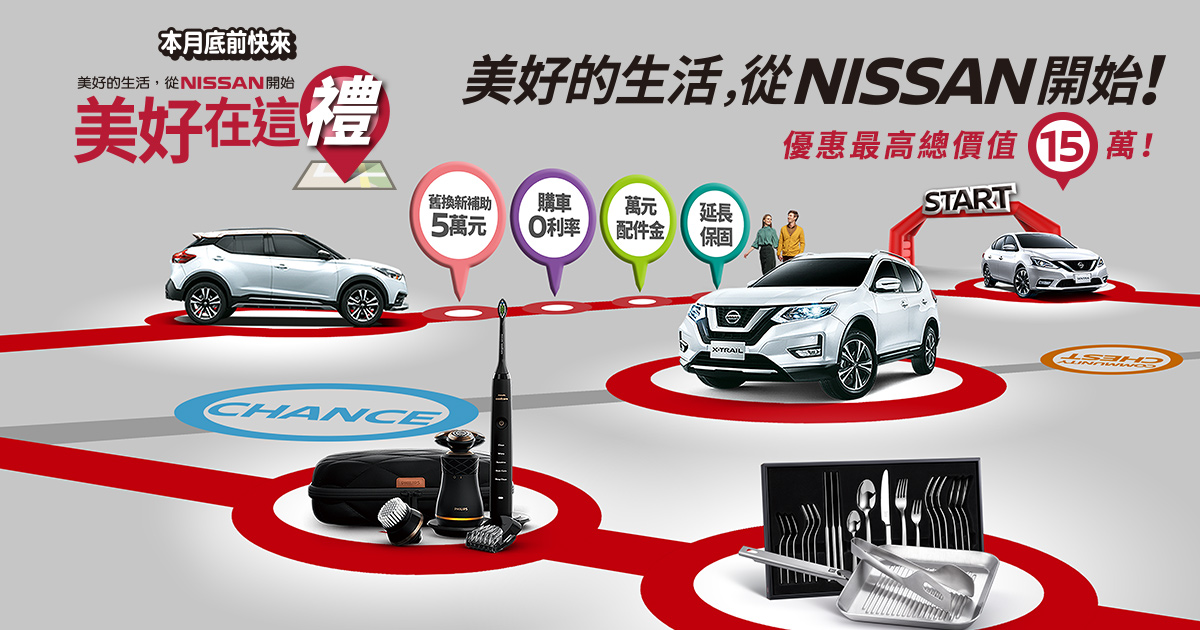 本月底前快來
美好的生活，從NISSAN開始
美好在這禮
美好的生活,從NISSAN開始!
優惠最高總價值15萬!
舊換新補助
5萬元
購車
0利率
萬元
配件金
延長
保固
START
X-TRAIL
COMMUNITY
CHEST
CHANCE
PHILIPS